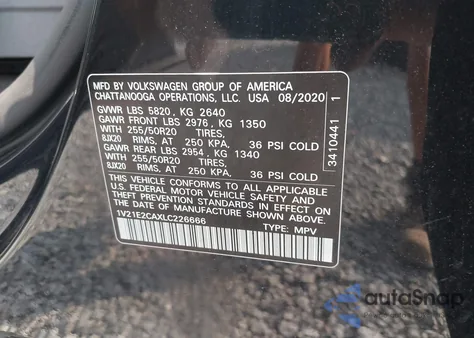 MFD BY VOLKSWAGEN GROUP OF AMERICA
CHATTANOOGA OPERATIONS, LLC. USA 08/2020
GVWR LBS 5820, KG 2640
GAWR FRONT LBS 2976, KG 1350
WITH 255/50R20 TIRES,
8JX20 RIMS, AT 250 KPA, 36 PSI COLD
GAWR REAR LBS 2954, KG 1340
WITH 255/50R20 TIRES,
8JX20 RIMS, AT 250 KPA, 36 PSI COLD
THIS VEHICLE CONFORMS TO ALL APPLICABLE
U.S. FEDERAL MOTOR VEHICLE SAFETY AND
THEFT PREVENTION STANDARDS IN EFFECT ON THE
DATE OF MANUFACTURE SHOWN ABOVE.
1V21E2CAXLC226666
TYPE: MPV
3410441 1
autoSnap